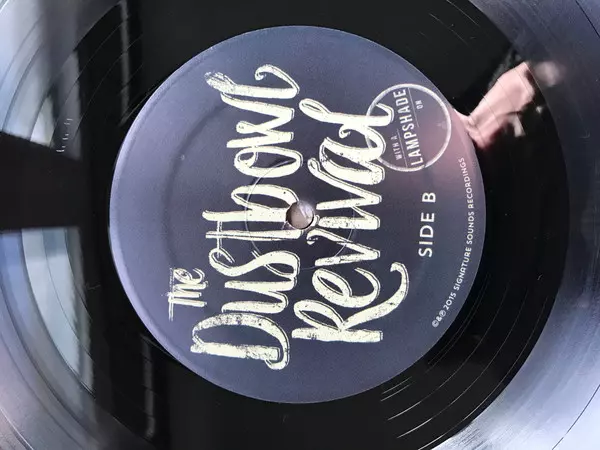 The
Dustbowl
Revival
WITH A
LAMPSHADE
ON
SIDE B
©&℗ 2015 SIGNATURE SOUNDS RECORDINGS